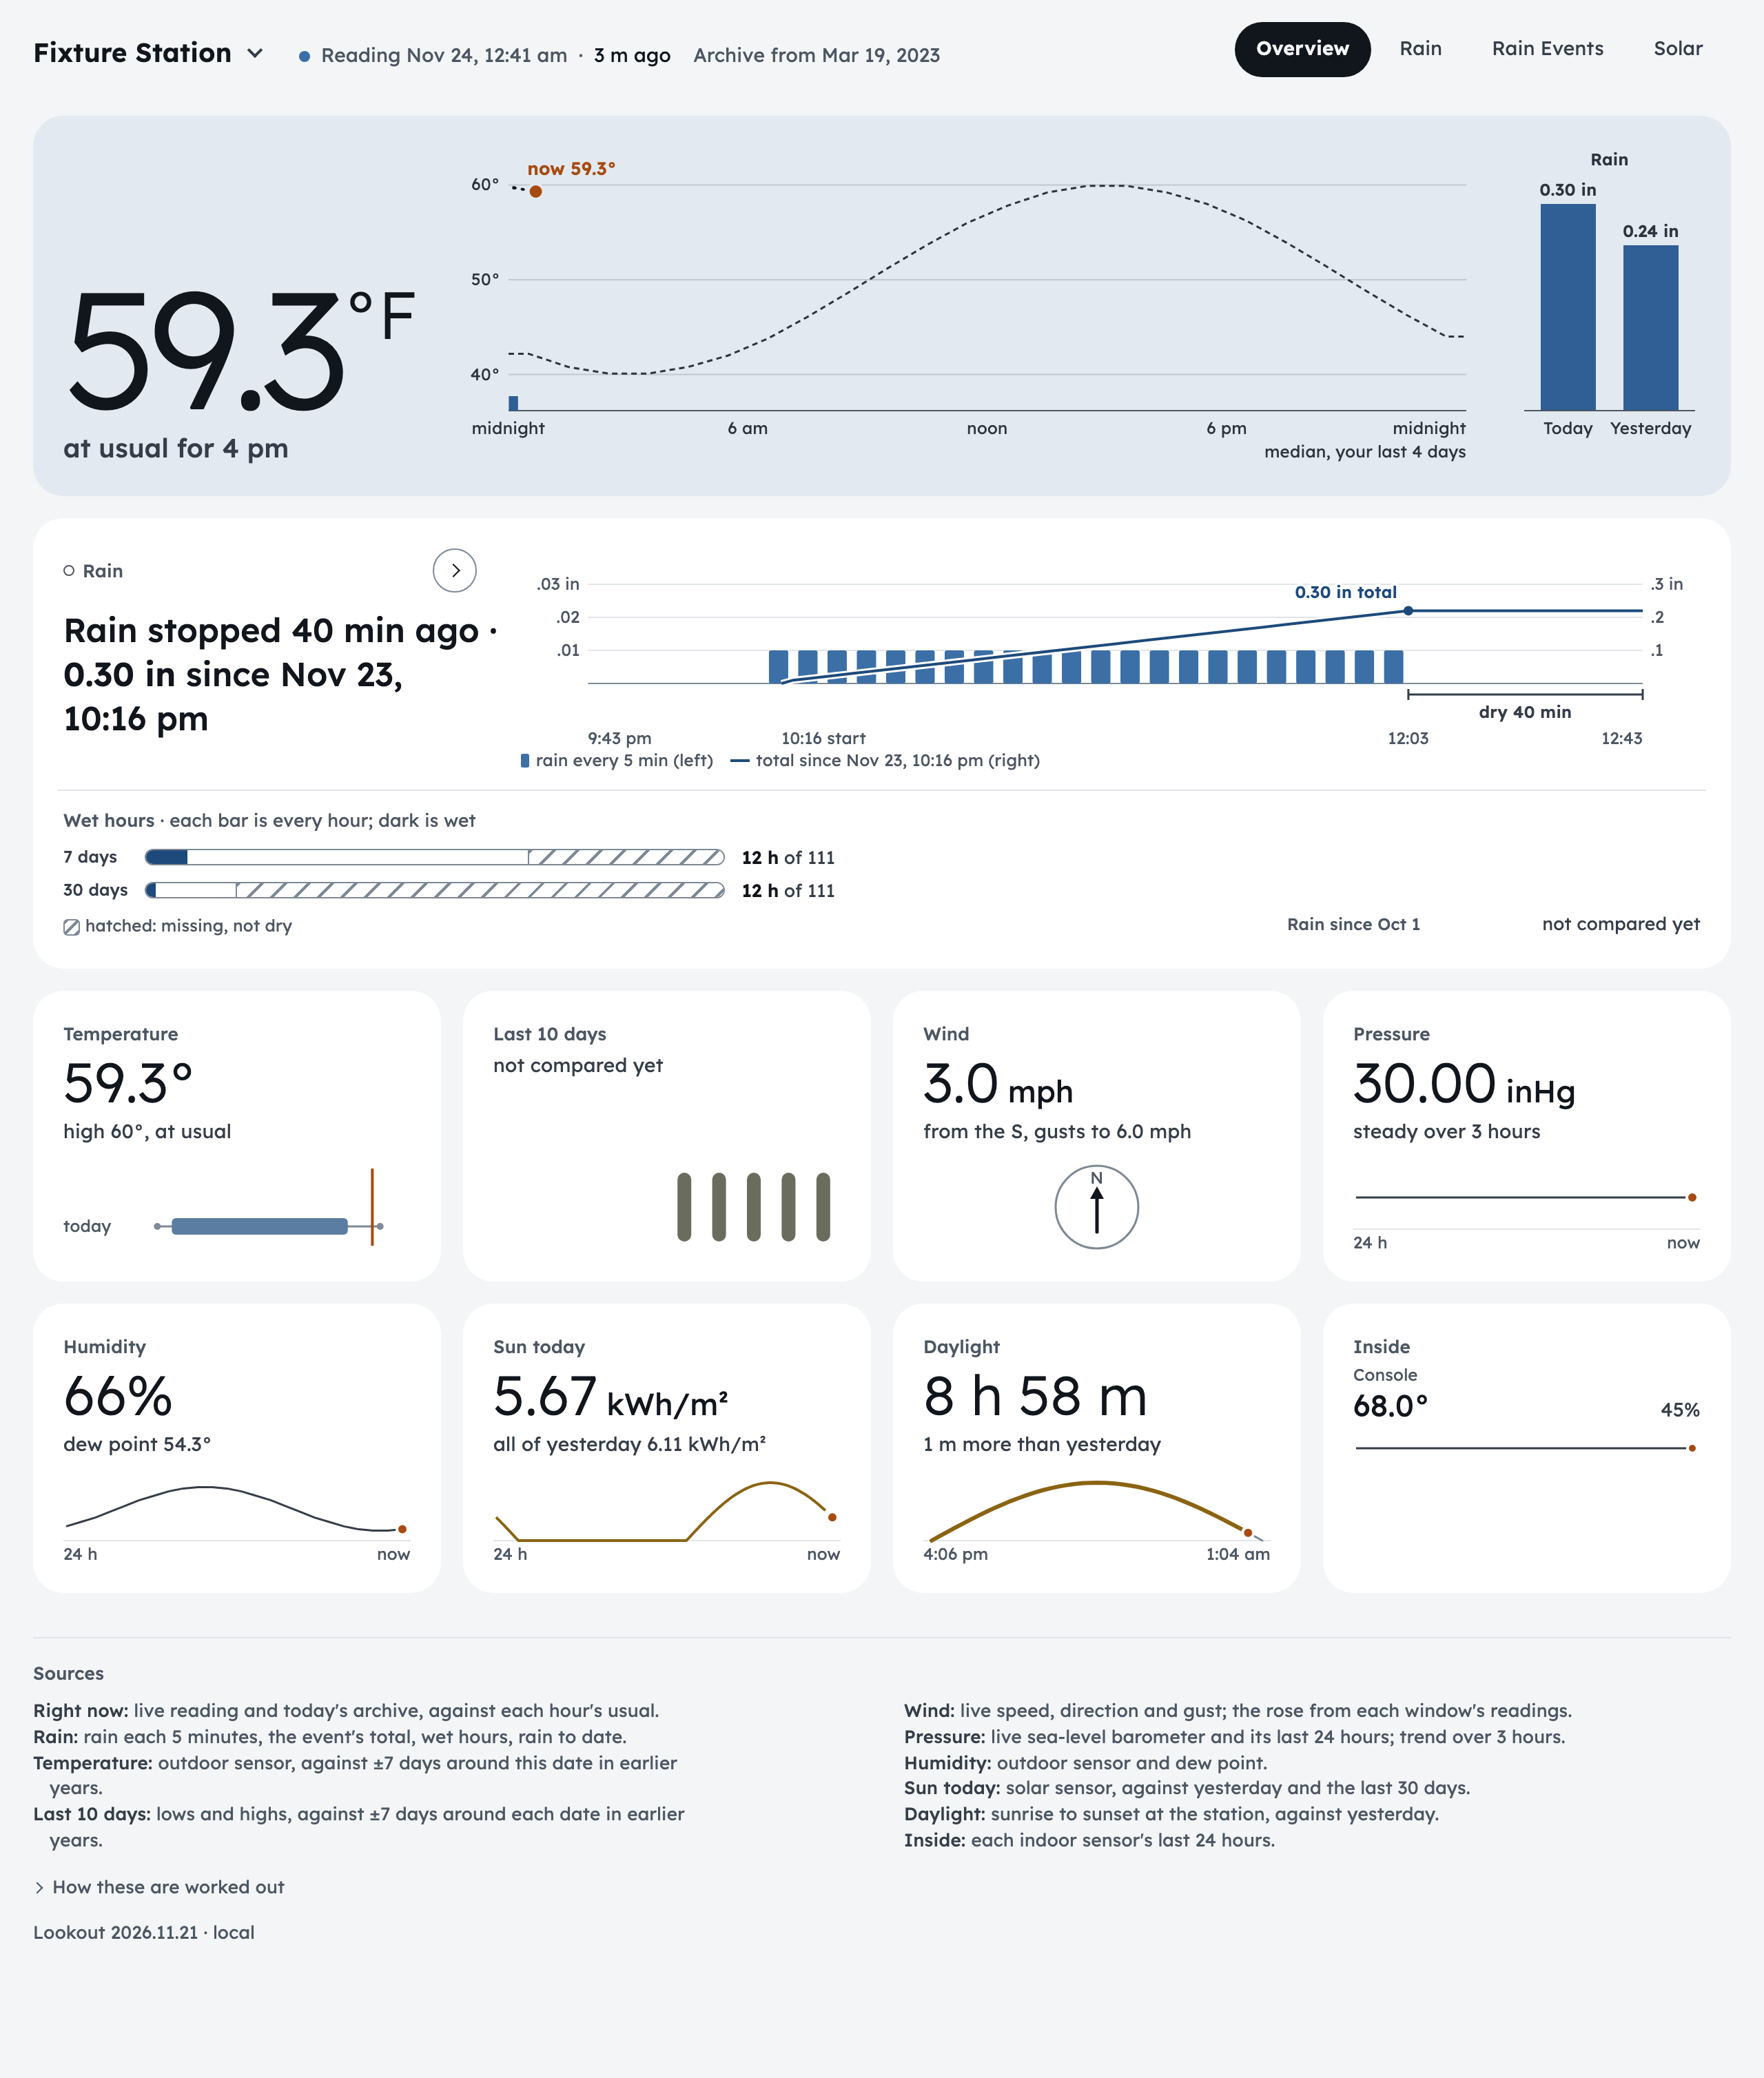 Fixture Station
Reading Nov 24, 12:41 am · 3 m ago Archive from Mar 19, 2023
Overview Rain Rain Events Solar
59.3°F
at usual for 4 pm
now 59.3°
60°
50°
40°
midnight 6 am noon 6 pm midnight
median, your last 4 days
Rain
0.30 in
0.24 in
Today Yesterday
Rain
Rain stopped 40 min ago ·
0.30 in since Nov 23,
10:16 pm
.03 in
.02
.01
0.30 in total
.3 in
.2
.1
dry 40 min
9:43 pm 10:16 start 12:03 12:43
rain every 5 min (left) total since Nov 23, 10:16 pm (right)
Wet hours · each bar is every hour; dark is wet
7 days 12 h of 111
30 days 12 h of 111
hatched: missing, not dry
Rain since Oct 1 not compared yet
Temperature
59.3°
high 60°, at usual
today
Last 10 days
not compared yet
Wind
3.0 mph
from the S, gusts to 6.0 mph
N
Pressure
30.00 inHg
steady over 3 hours
24 h now
Humidity
66%
dew point 54.3°
24 h now
Sun today
5.67 kWh/m²
all of yesterday 6.11 kWh/m²
24 h now
Daylight
8 h 58 m
1 m more than yesterday
4:06 pm 1:04 am
Inside
Console
68.0° 45%
Sources
Right now: live reading and today's archive, against each hour's usual.
Rain: rain each 5 minutes, the event's total, wet hours, rain to date.
Temperature: outdoor sensor, against ±7 days around this date in earlier
years.
Last 10 days: lows and highs, against ±7 days around each date in earlier
years.
Wind: live speed, direction and gust; the rose from each window's readings.
Pressure: live sea-level barometer and its last 24 hours; trend over 3 hours.
Humidity: outdoor sensor and dew point.
Sun today: solar sensor, against yesterday and the last 30 days.
Daylight: sunrise to sunset at the station, against yesterday.
Inside: each indoor sensor's last 24 hours.
How these are worked out
Lookout 2026.11.21 · local